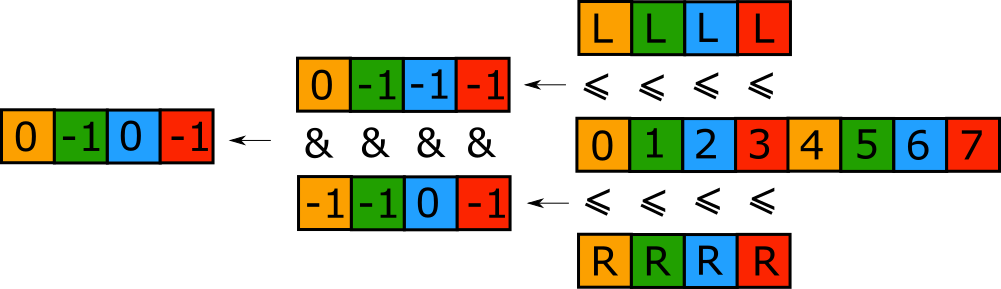 L L L L
0 -1 -1 -1
⩽ ⩽ ⩽ ⩽
0 -1 0 -1
& & & &
0 1 2 3 4 5 6 7
-1 -1 0 -1
⩽ ⩽ ⩽ ⩽
R R R R